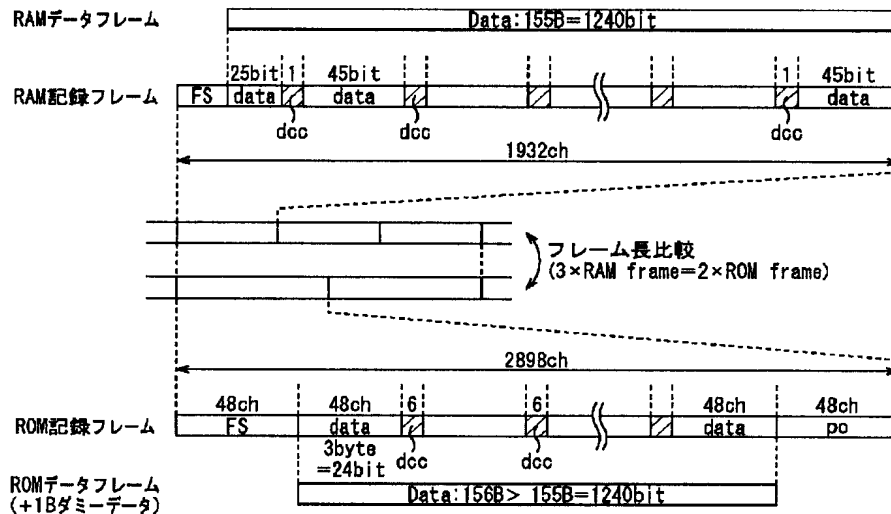 RAMデータフレーム
Data:155B=1240bit
25bit 1 45bit 1 45bit
RAM記録フレーム FS data data data
dcc dcc dcc
1932ch
フレーム長比較
(3×RAM frame=2×ROM frame)
2898ch
48ch 48ch 6 6 48ch 48ch
ROM記録フレーム FS data data po
3byte
=24bit dcc dcc
ROMデータフレーム
(+1Bダミーデータ)
Data:156B> 155B=1240bit